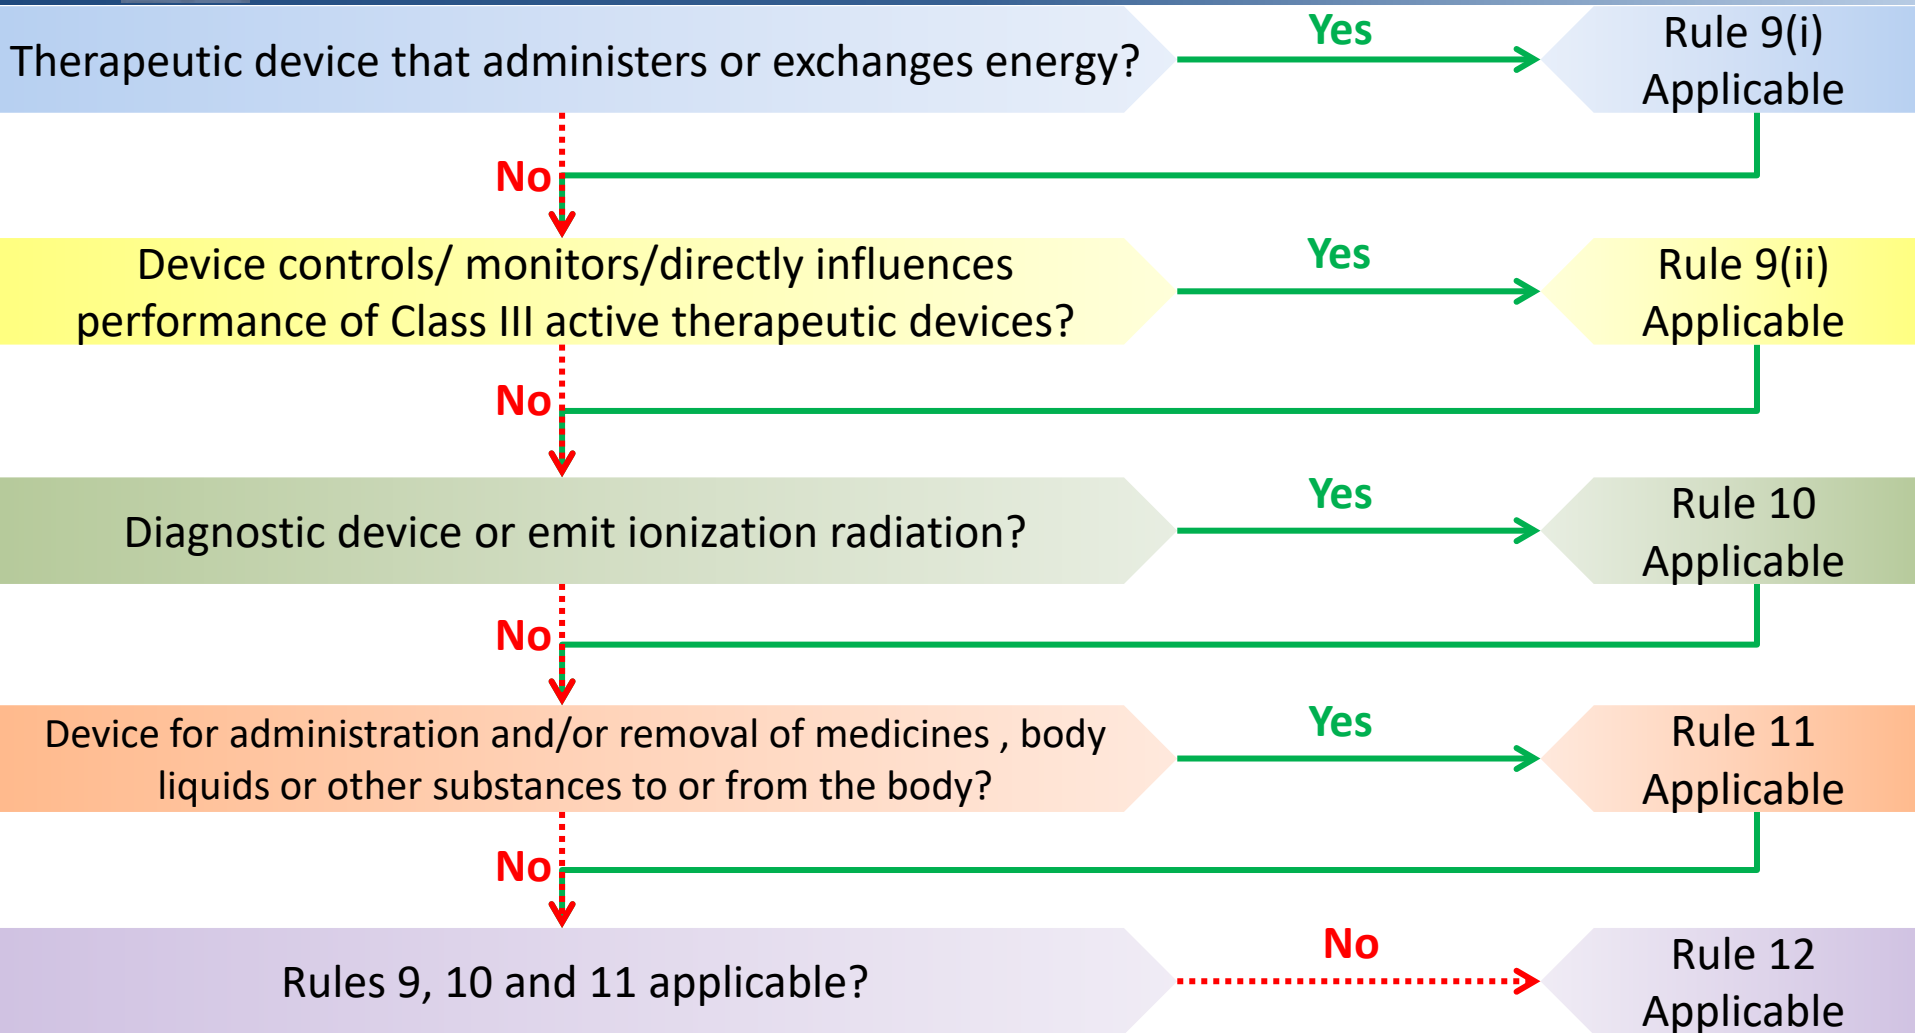 Therapeutic device that administers or exchanges energy?
Yes
Rule 9(i)
Applicable
No
Device controls/ monitors/directly influences
performance of Class III active therapeutic devices?
Yes
Rule 9(ii)
Applicable
No
Diagnostic device or emit ionization radiation?
Yes
Rule 10
Applicable
No
Device for administration and/or removal of medicines , body
liquids or other substances to or from the body?
Yes
Rule 11
Applicable
No
Rules 9, 10 and 11 applicable?
No
Rule 12
Applicable